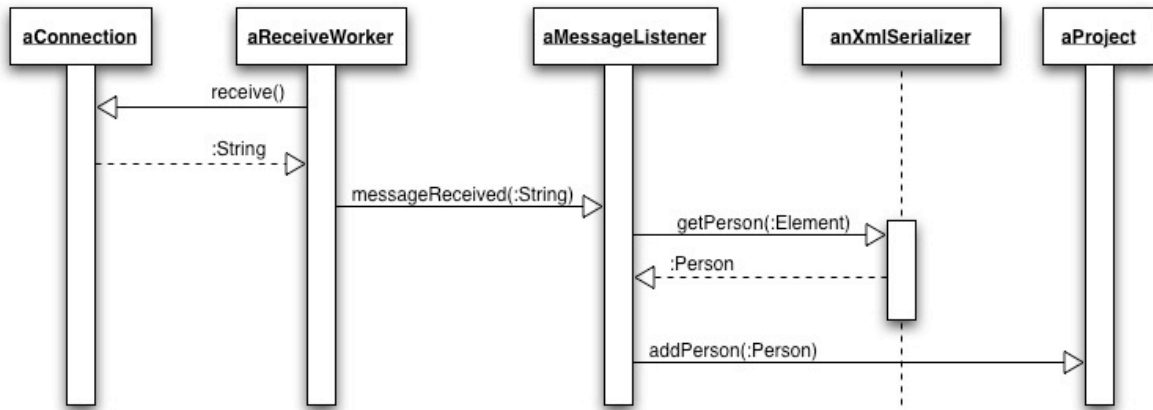 aConnection
aReceiveWorker
aMessageListener
anXmlSerializer
aProject
receive()
:String
messageReceived(:String)
getPerson(:Element)
:Person
addPerson(:Person)